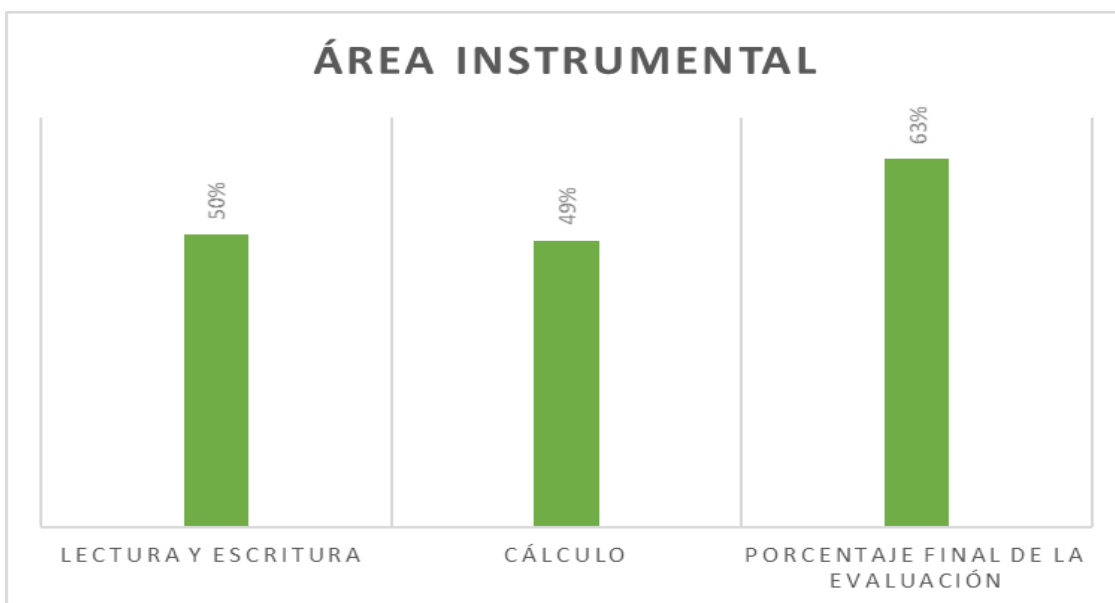 ÁREA INSTRUMENTAL
50%
49%
63%
LECTURA Y ESCRITURA
CÁLCULO
PORCENTAJE FINAL DE LA
EVALUACIÓN